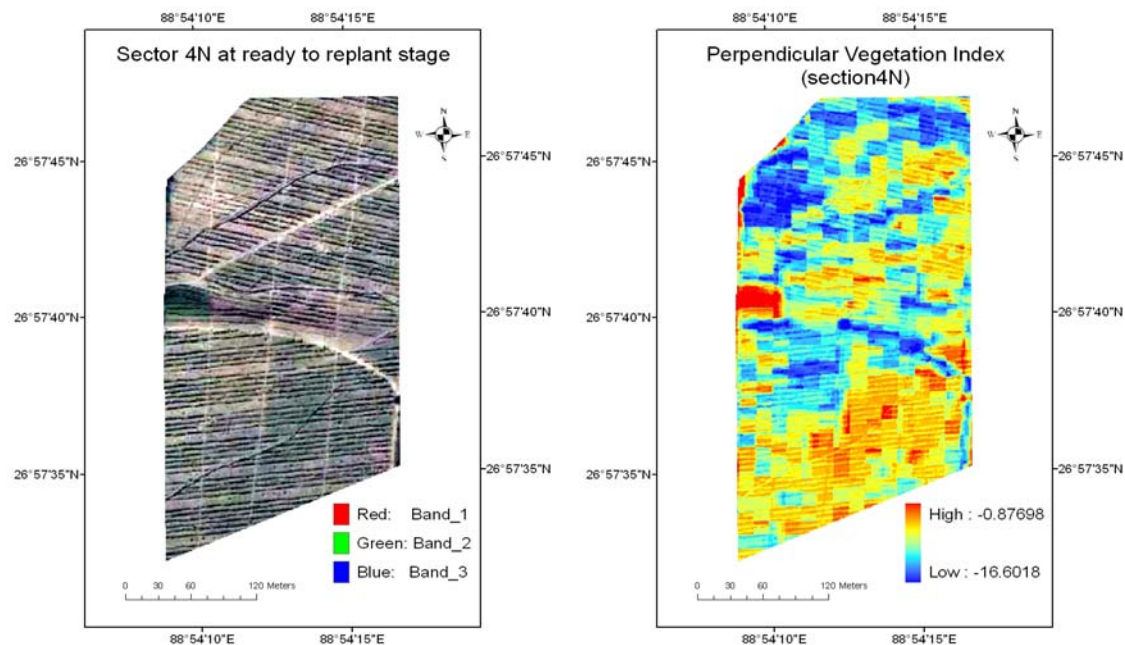 88°54'10"E 88°54'15"E
Sector 4N at ready to replant stage
N
W E
S
26°57'45"N 26°57'45"N
26°57'40"N 26°57'40"N
26°57'35"N 26°57'35"N
Red: Band_1
Green: Band_2
Blue: Band_3
0 30 60 120 Meters
88°54'10"E 88°54'15"E
88°54'10"E 88°54'15"E
Perpendicular Vegetation Index
(section4N)
N
W E
S
26°57'45"N 26°57'45"N
26°57'40"N 26°57'40"N
26°57'35"N 26°57'35"N
High : -0.87698
Low : -16.6018
0 30 60 120 Meters
88°54'10"E 88°54'15"E